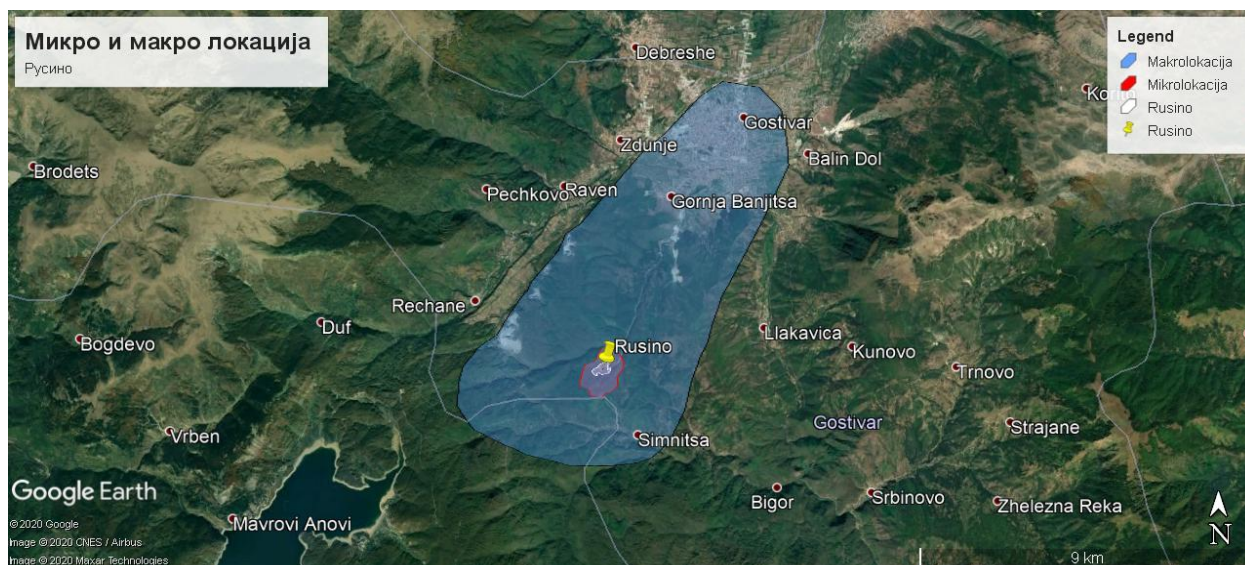 Микро и макро локација
Русино
Legend
Makrolokacija
Mikrolokacija
Rusino
Rusino
Debreshe
Gostivar
Zdunje
Balin Dol
Brodets
Pechkovo
Raven
Gornja Banjitsa
Rechane
Duf
Bogdevo
Llakavica
Rusino
Kunovo
Trnovo
Vrben
Simnitsa
Gostivar
Strajane
Bigor
Srbinovo
Zhelezna Reka
Mavrovi Anovi
Google Earth
© 2020 Google
Image © 2020 CNES / Airbus
Image © 2020 Maxar Technologies
N
9 km